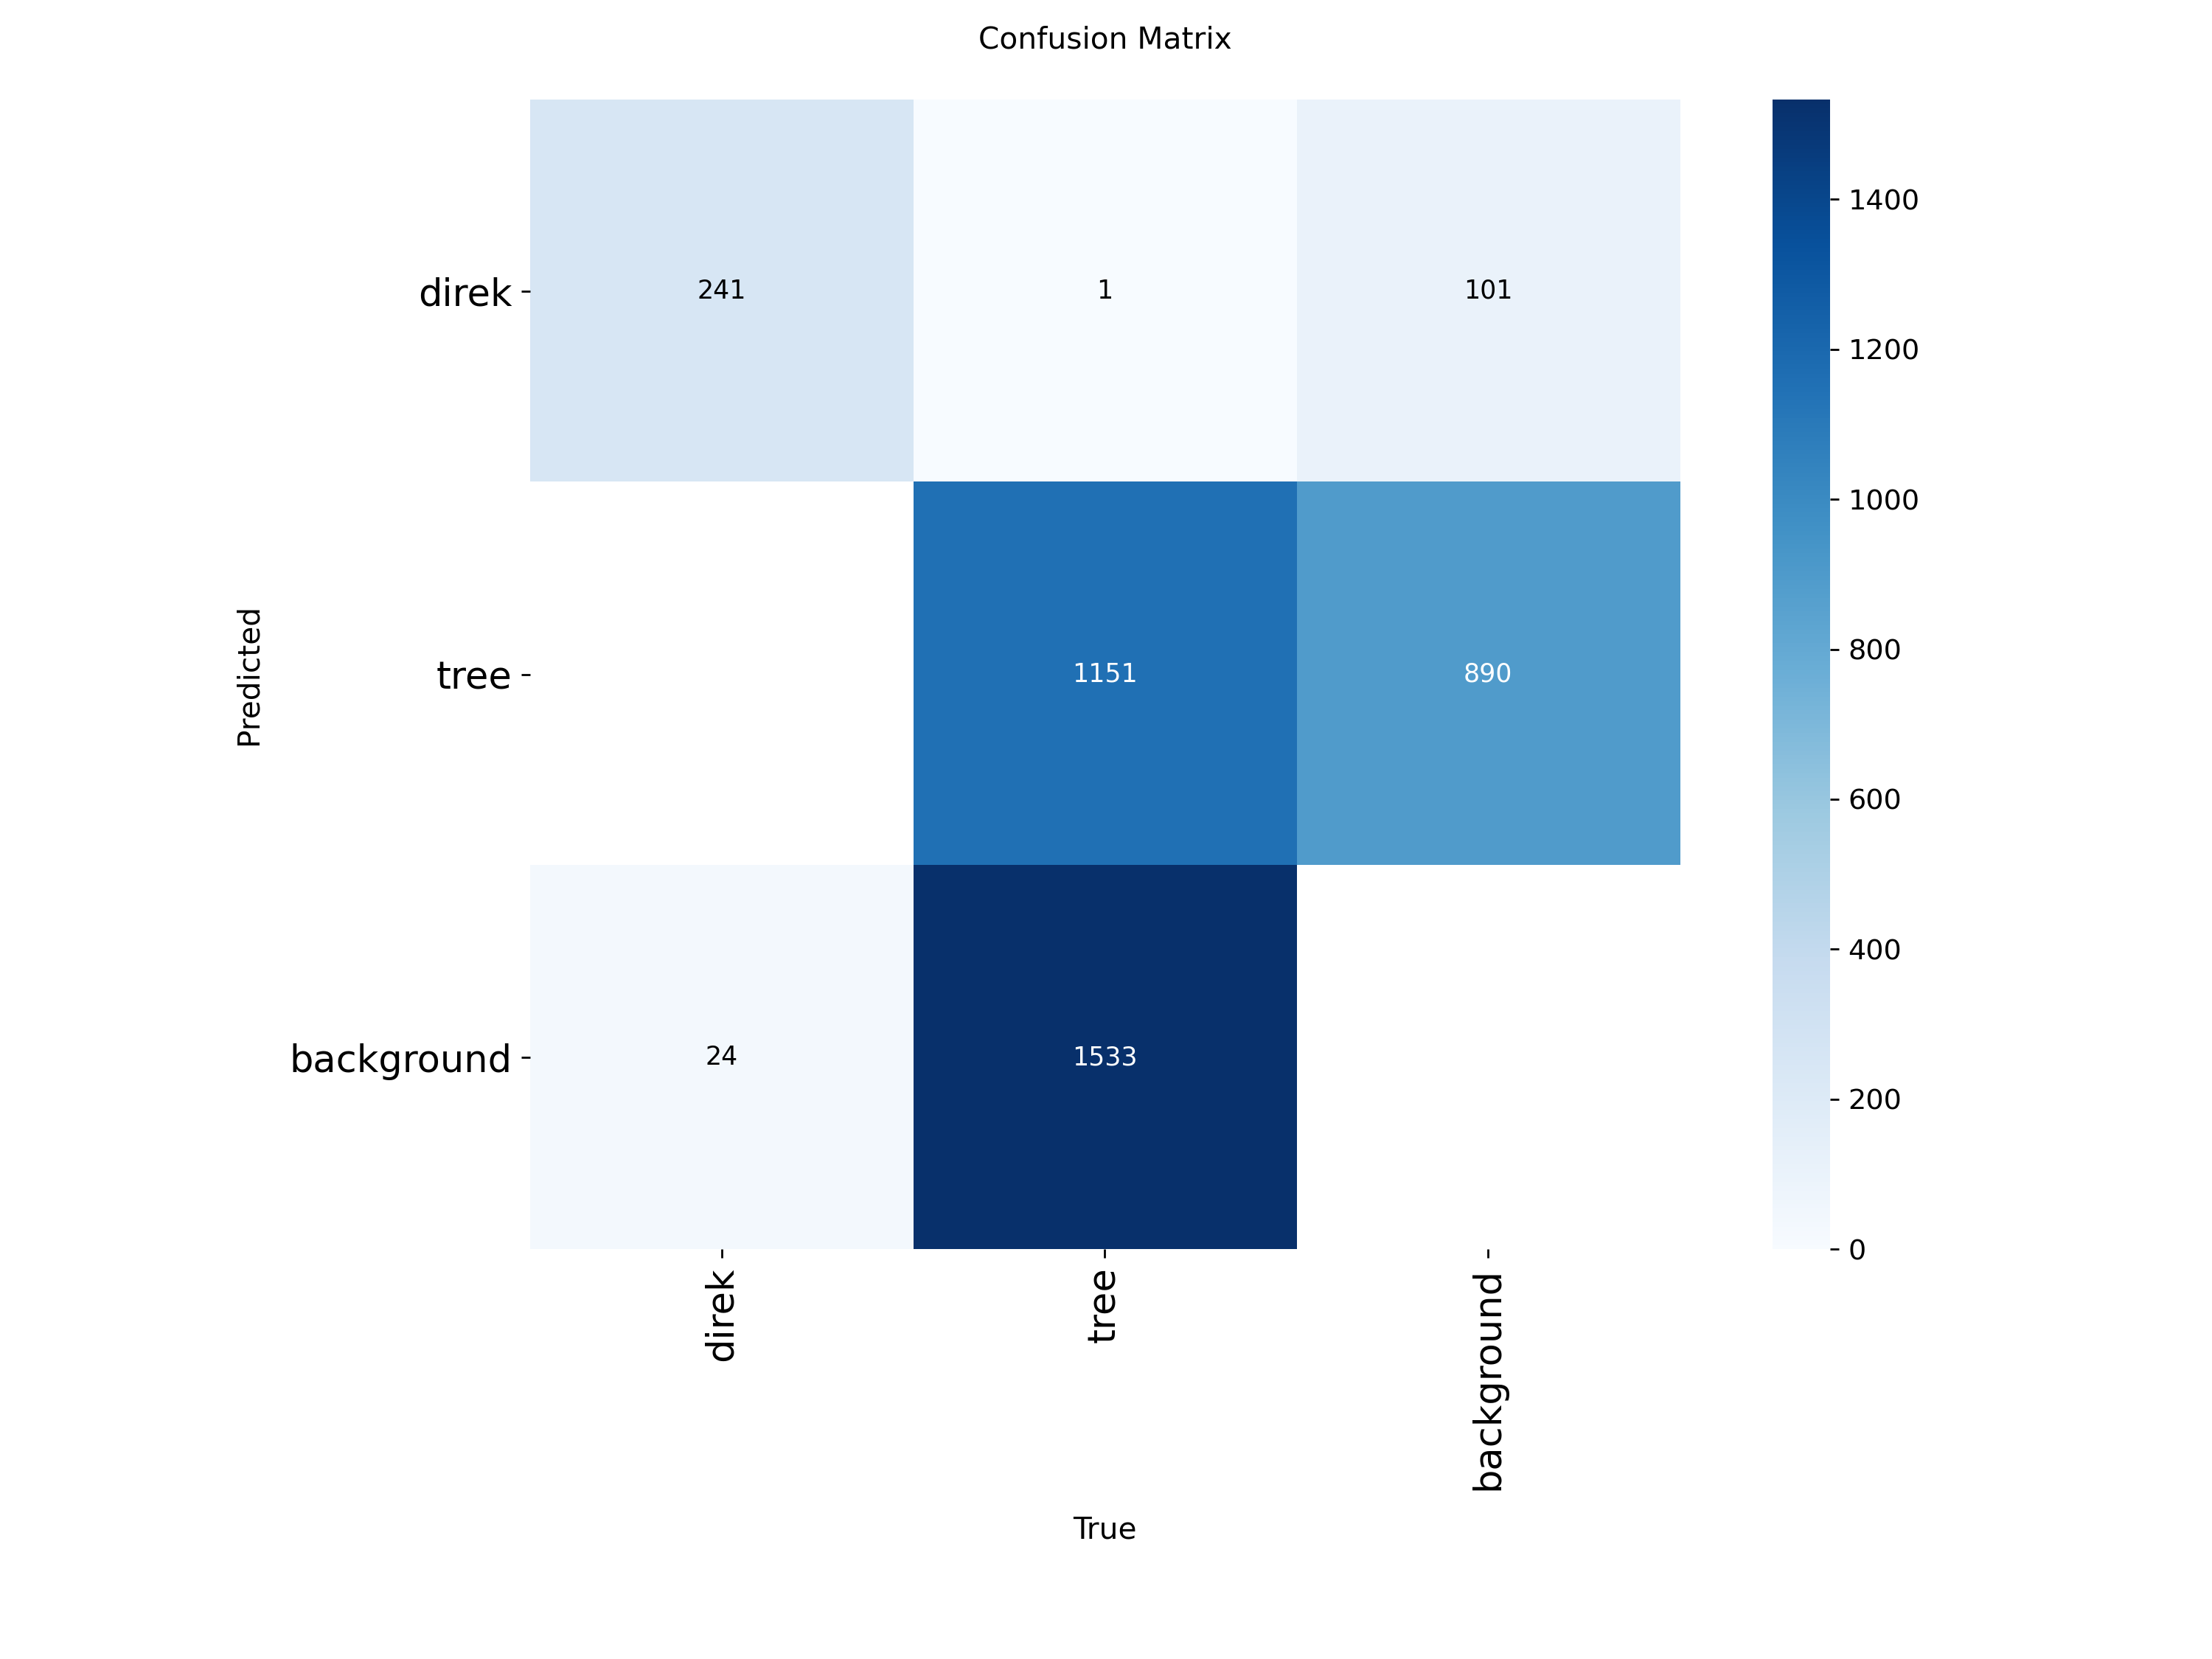 Confusion Matrix
direk
241
1
101
tree
1151
890
background
24
1533
Predicted
direk
tree
background
True
1400
1200
1000
800
600
400
200
0